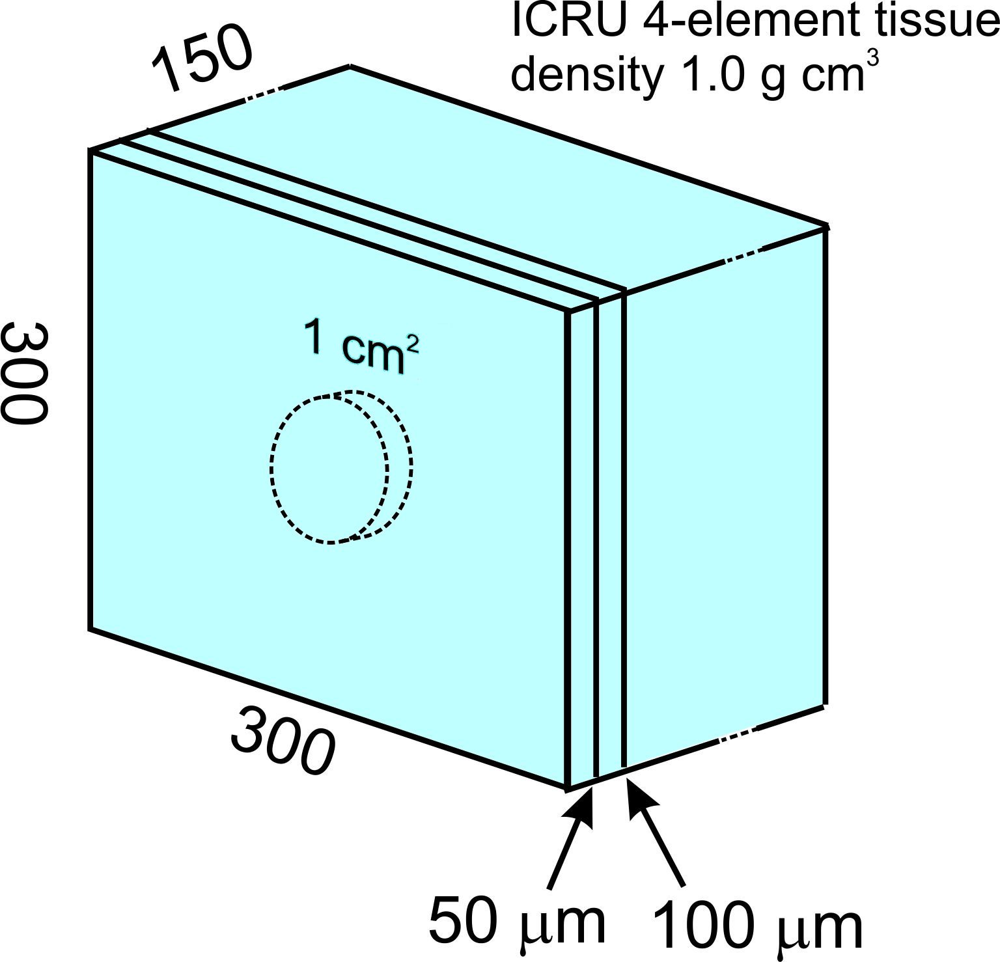 ICRU 4-element tissue
density 1.0 g cm³
150
1 cm²
300
300
50 μm
100 μm